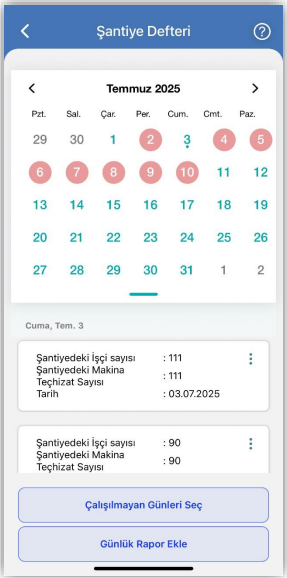 Şantiye Defteri
?
Temmuz 2025
Pzt. Sal. Çar. Per. Cum. Cmt. Paz.
29 30 1 2 3 4 5
6 7 8 9 10 11 12
13 14 15 16 17 18 19
20 21 22 23 24 25 26
27 28 29 30 31 1 2
Cuma, Tem. 3
Şantiyedeki İşçi sayısı : 111
Şantiyedeki Makina
Teçhizat Sayısı : 111
Tarih : 03.07.2025
Şantiyedeki İşçi sayısı : 90
Şantiyedeki Makina
Teçhizat Sayısı : 90
Çalışılmayan Günleri Seç
Günlük Rapor Ekle